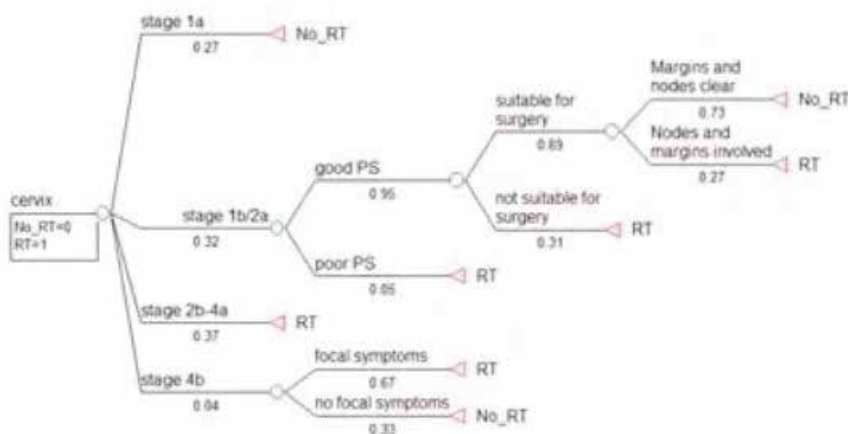 stage 1a
0.27
No_RT
cervix
No_RT=0
RT=1
stage 1b/2a
0.32
good PS
0.95
suitable for
surgery
Margins and
nodes clear
0.73
No_RT
Nodes and
margins involved
0.27
RT
not suitable for
surgery
0.31
RT
poor PS
0.05
RT
stage 2b-4a
0.37
RT
stage 4b
0.04
focal symptoms
0.67
RT
no focal symptoms
0.33
No_RT